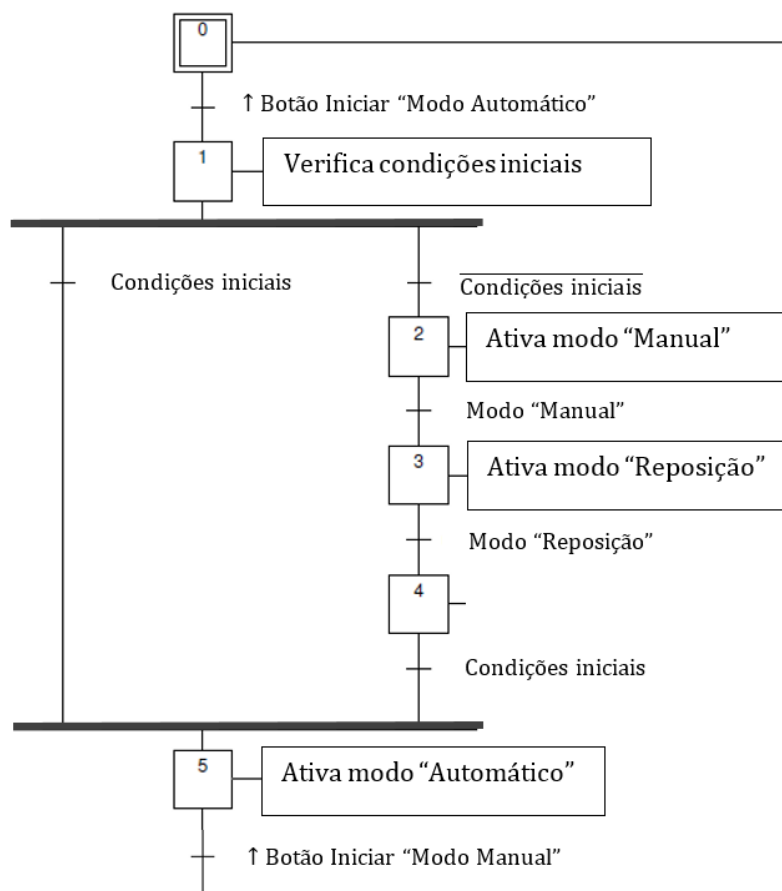 0
↑ Botão Iniciar “Modo Automático”
1
Verifica condições iniciais
Condições iniciais
Condições iniciais
2
Ativa modo “Manual”
Modo “Manual”
3
Ativa modo “Reposição”
Modo “Reposição”
4
Condições iniciais
5
Ativa modo “Automático”
↑ Botão Iniciar “Modo Manual”